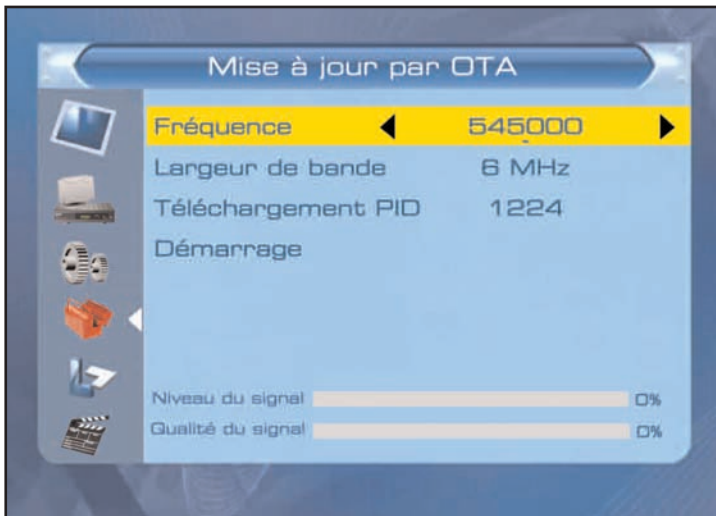 Mise à jour par OTA
Fréquence 545000
Largeur de bande 6 MHz
Téléchargement PID 1224
Démarrage
Niveau du signal 0%
Qualité du signal 0%